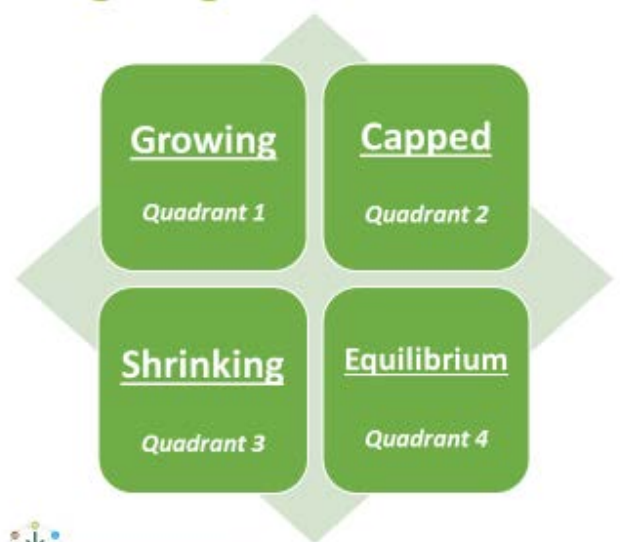 Growing
Quadrant 1
Capped
Quadrant 2
Shrinking
Quadrant 3
Equilibrium
Quadrant 4